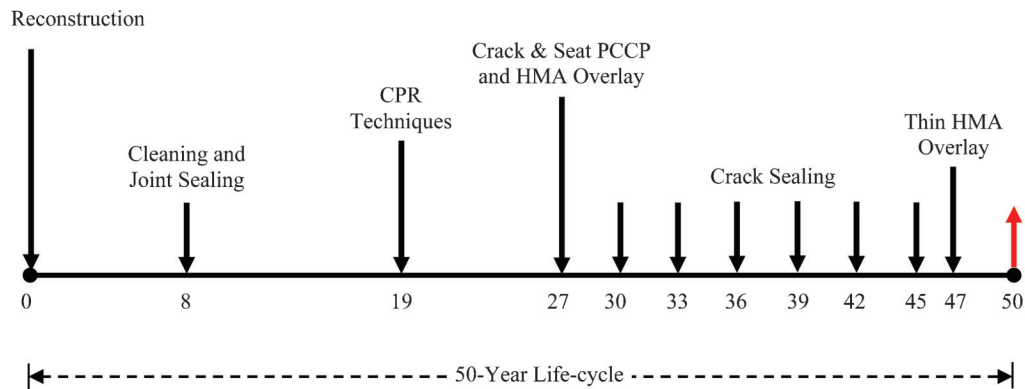 Reconstruction
Crack & Seat PCCP
and HMA Overlay
CPR
Techniques
Thin HMA
Overlay
Cleaning and
Joint Sealing
Crack Sealing
0 8 19 27 30 33 36 39 42 45 47 50
50-Year Life-cycle